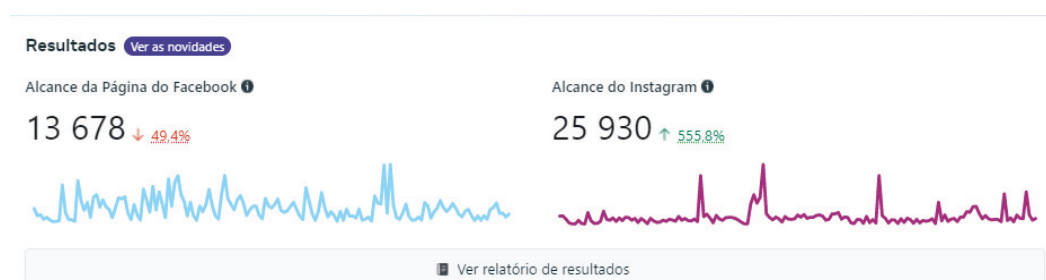 Resultados Ver as novidades
Alcance da Página do Facebook
13 678 ↓ 49,4%
Alcance do Instagram
25 930 ↑ 555,8%
Ver relatório de resultados